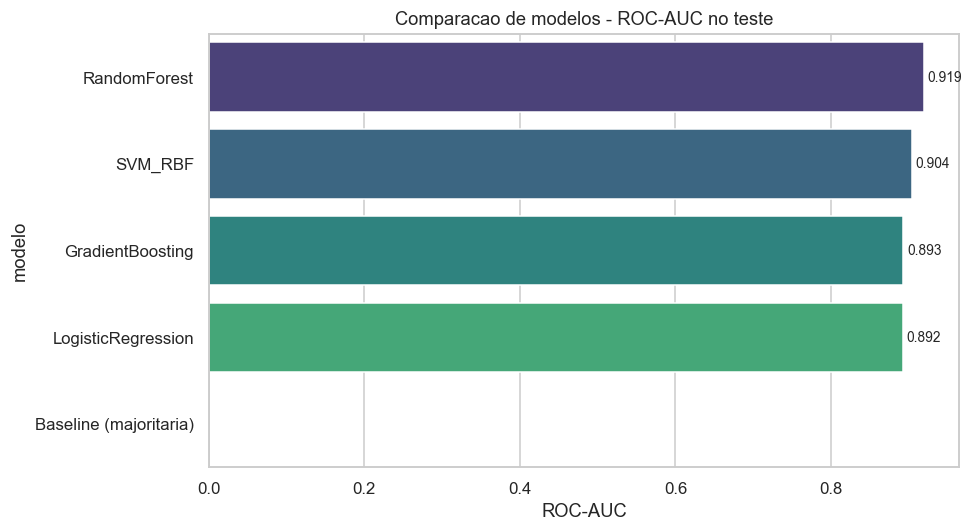 Comparacao de modelos - ROC-AUC no teste
modelo
RandomForest
0.919
SVM_RBF
0.904
GradientBoosting
0.893
LogisticRegression
0.892
Baseline (majoritaria)
0.0 0.2 0.4 0.6 0.8
ROC-AUC